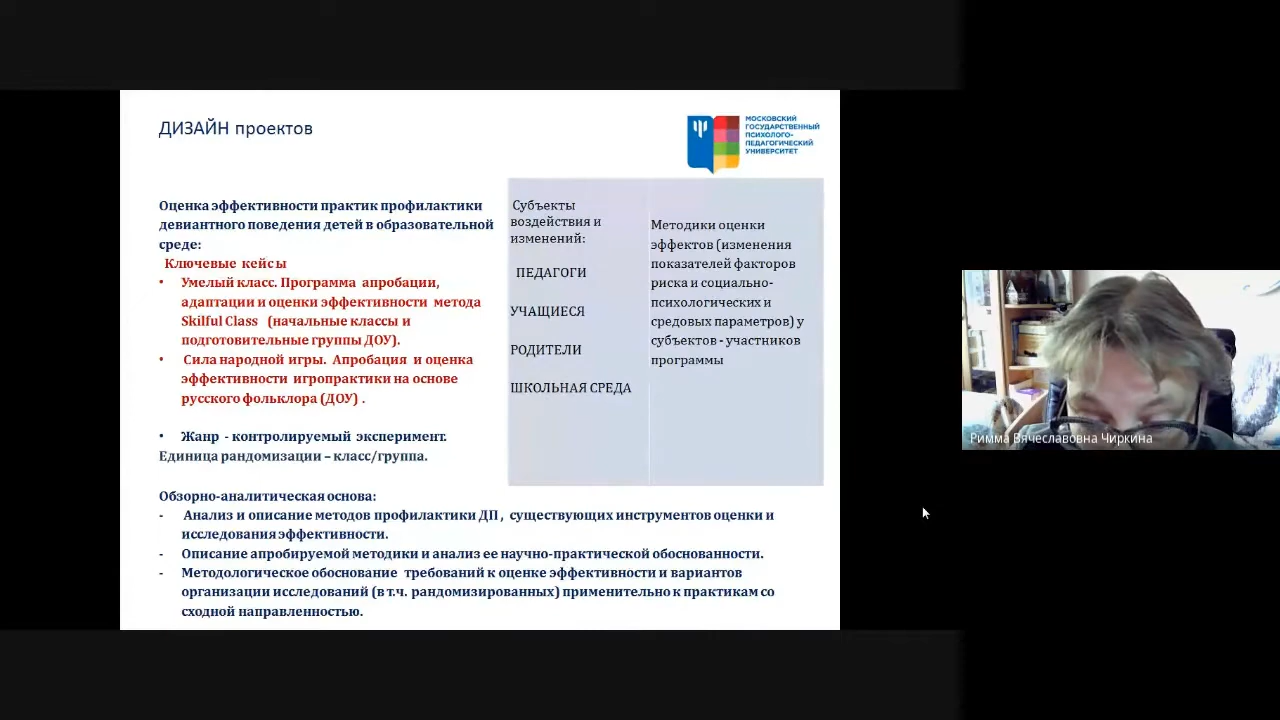 ДИЗАЙН проектов
МОСКОВСКИЙ
ГОСУДАРСТВЕННЫЙ
ПСИХОЛОГО-
ПЕДАГОГИЧЕСКИЙ
УНИВЕРСИТЕТ
Оценка эффективности практик профилактики
девиантного поведения детей в образовательной
среде:
Ключевые кейсы
• Умелый класс. Программа апробации,
адаптации и оценки эффективности метода
Skilful Class (начальные классы и
подготовительные группы ДОУ).
• Сила народной игры. Апробация и оценка
эффективности игропрактики на основе
русского фольклора (ДОУ) .
• Жанр - контролируемый эксперимент.
Единица рандомизации – класс/группа.
Субъекты
воздействия и
изменений:
ПЕДАГОГИ
УЧАЩИЕСЯ
РОДИТЕЛИ
ШКОЛЬНАЯ СРЕДА
Методики оценки
эффектов (изменения
показателей факторов
риска и социально-
психологических и
средовых параметров) у
субъектов - участников
программы
Обзорно-аналитическая основа:
- Анализ и описание методов профилактики ДП , существующих инструментов оценки и
исследования эффективности.
- Описание апробируемой методики и анализ ее научно-практической обоснованности.
- Методологическое обоснование требований к оценке эффективности и вариантов
организации исследований (в т.ч. рандомизированных) применительно к практикам со
сходной направленностью.
Римма Вячеславовна Чиркина